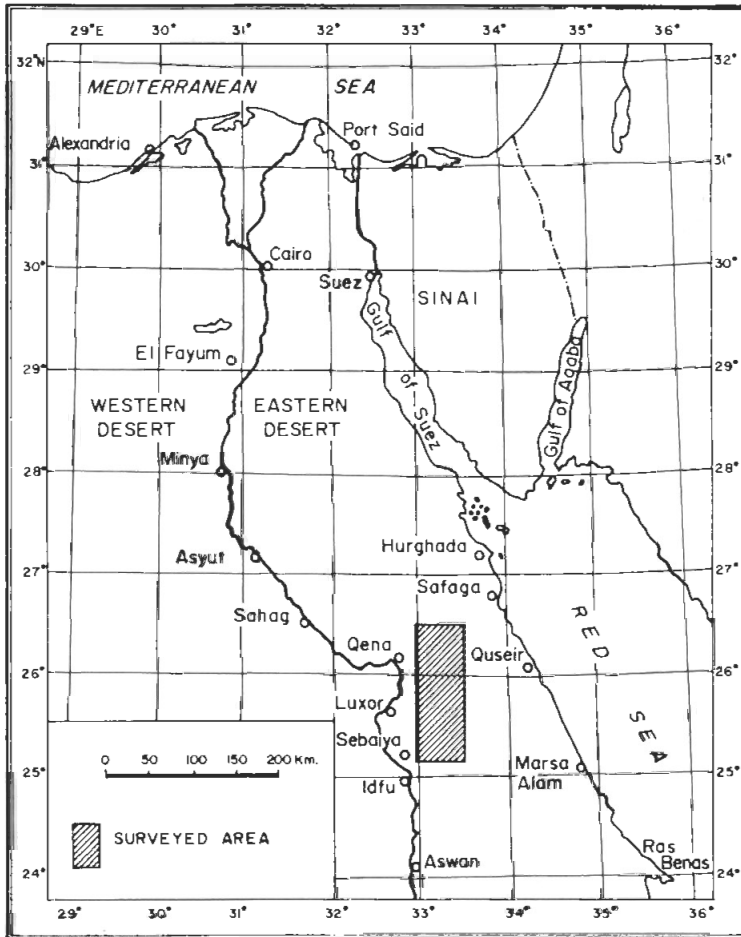 29° 30° 31° 32° 33° 34° 35° 36°
32°N
32°
MEDITERRANEAN SEA
Alexandria
Port Said
31°
31°
Cairo
30°
30°
Suez
SINAI
29°
29°
El Fayum
Gulf of Suez
Gulf of Aqaba
WESTERN
DESERT
EASTERN
DESERT
28°
28°
Minya
Hurghada
Asyut
27°
27°
Safaga
Sahag
RED SEA
Qena
Quseir
26°
26°
Luxor
Sebaiya
Marsa
Alam
25°
25°
Idfu
0 50 100 150 200 Km.
SURVEYED AREA
Ras
Benas
24°
24°
Aswan
29° 30° 31° 32° 33° 34° 35° 36°